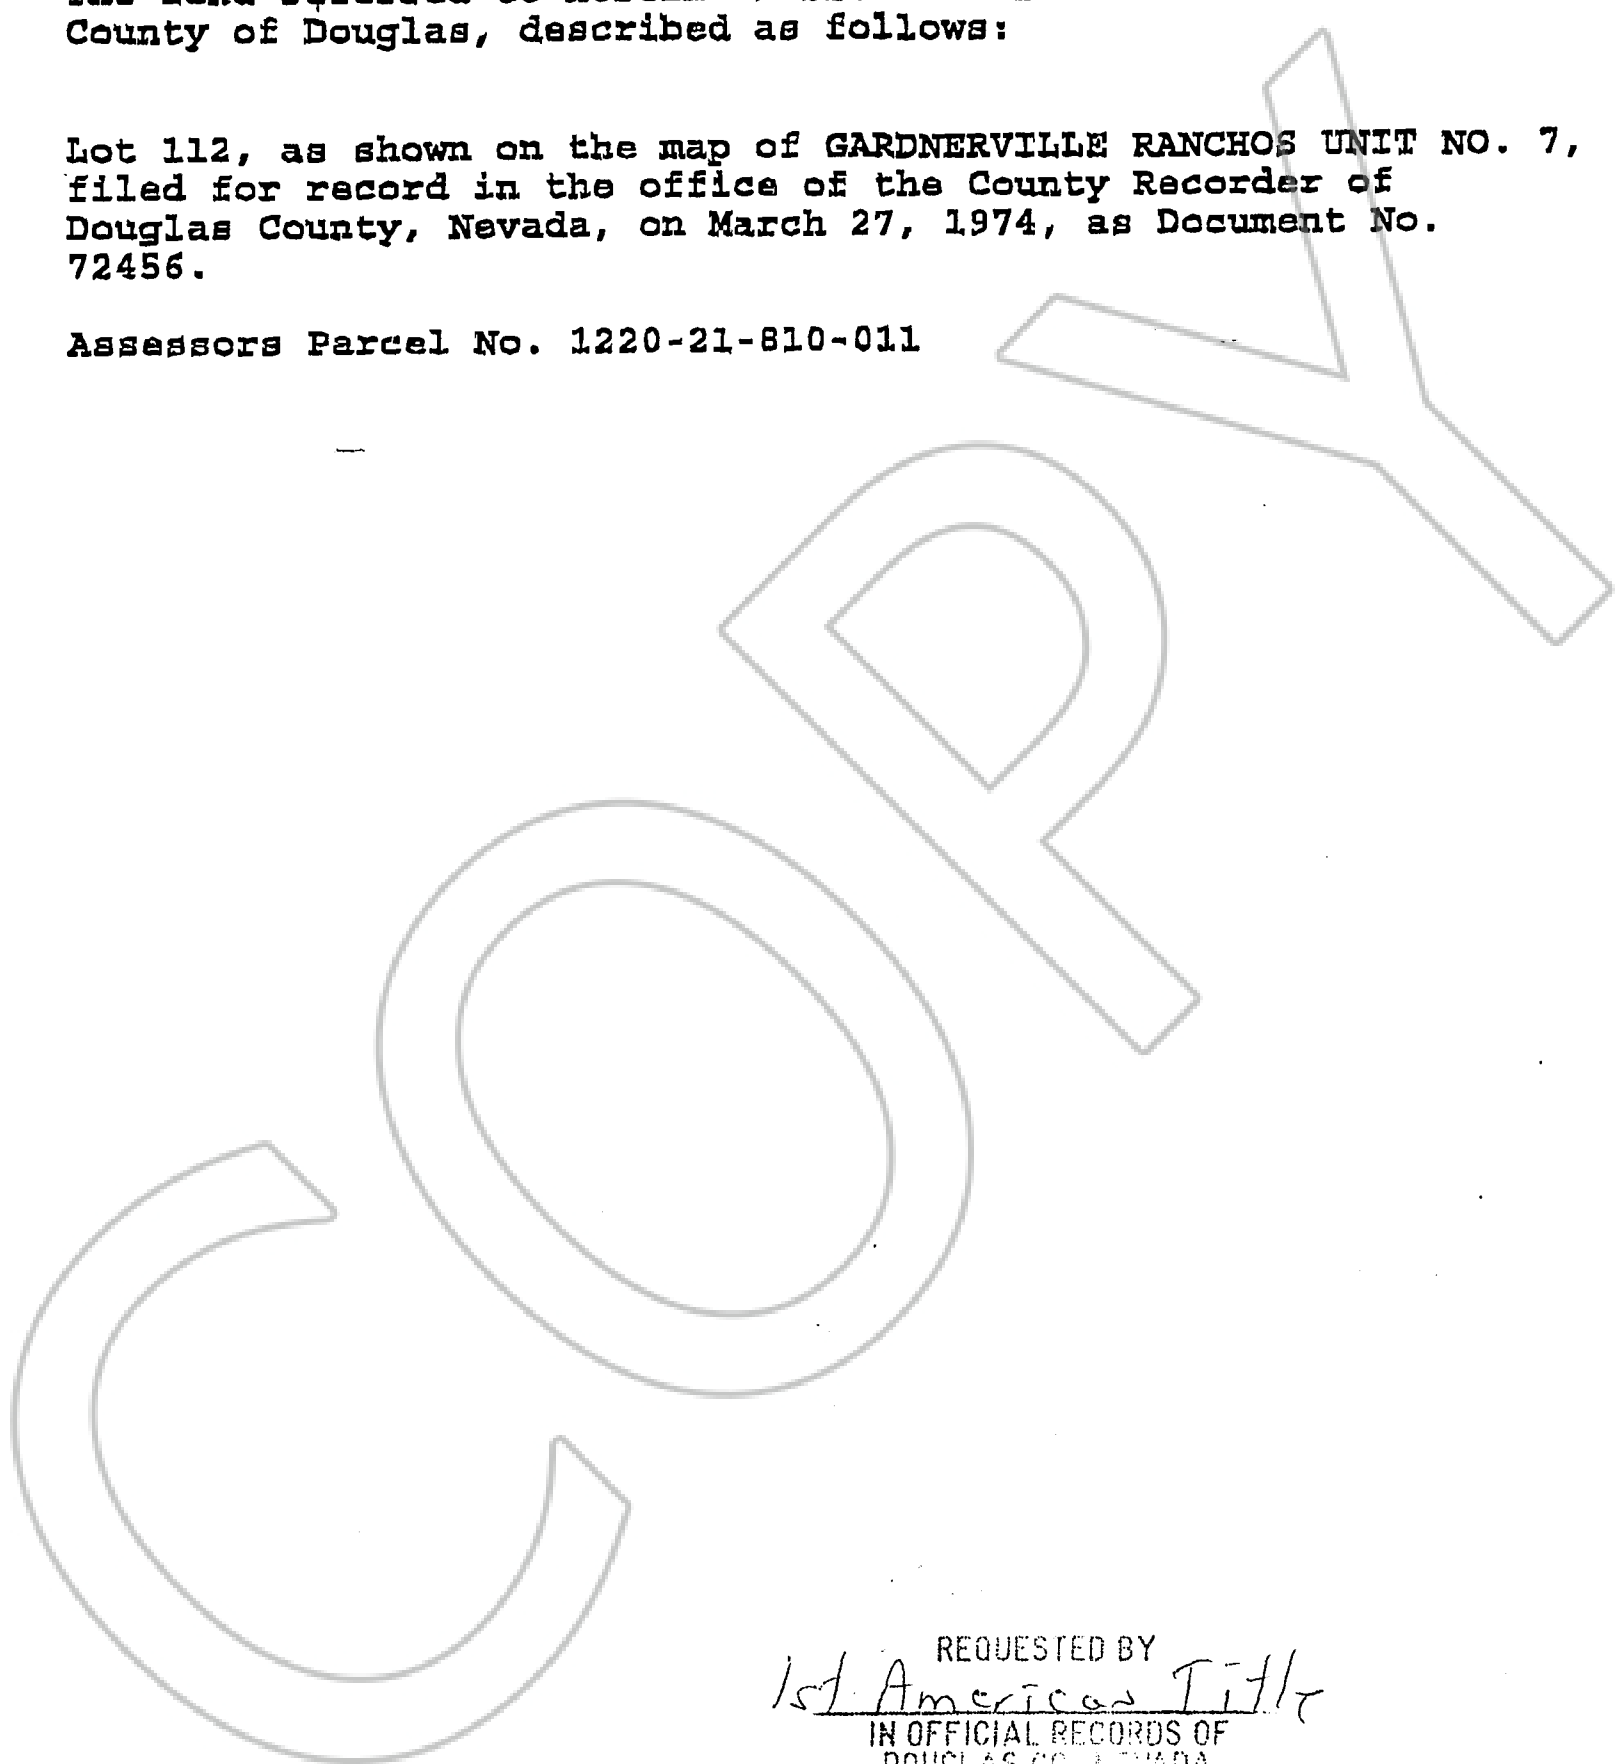 County of Douglas, described as follows:
Lot 112, as shown on the map of GARDNERVILLE RANCHOS UNIT NO. 7,
filed for record in the office of the County Recorder of
Douglas County, Nevada, on March 27, 1974, as Document No.
72456.
Assessors Parcel No. 1220-21-810-011
COPY
REQUESTED BY
1st American Title
IN OFFICIAL RECORDS OF
DOUGLAS CO., NEVADA